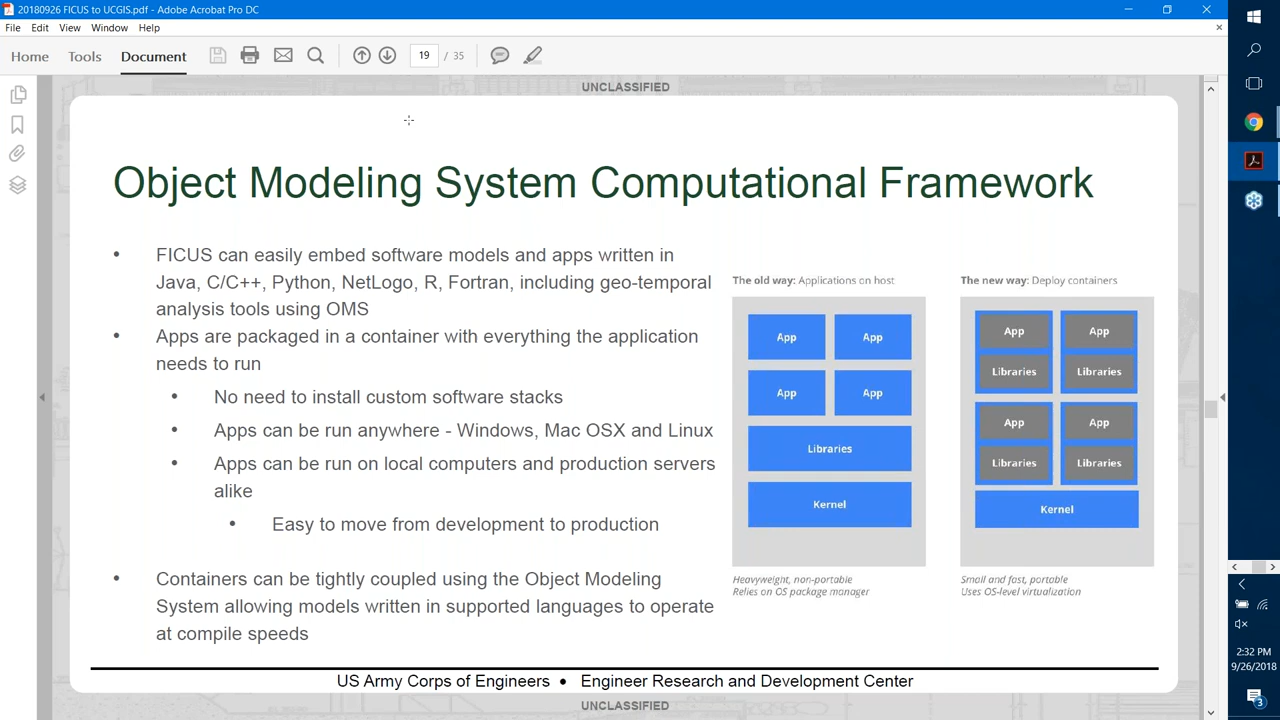 20180926 FICUS to UCGIS.pdf - Adobe Acrobat Pro DC
File Edit View Window Help
Home Tools Document 19 / 35
UNCLASSIFIED
Object Modeling System Computational Framework
• FICUS can easily embed software models and apps written in
Java, C/C++, Python, NetLogo, R, Fortran, including geo-temporal
analysis tools using OMS
• Apps are packaged in a container with everything the application
needs to run
• No need to install custom software stacks
• Apps can be run anywhere - Windows, Mac OSX and Linux
• Apps can be run on local computers and production servers
alike
• Easy to move from development to production
• Containers can be tightly coupled using the Object Modeling
System allowing models written in supported languages to operate
at compile speeds
The old way: Applications on host
App App
App App
Libraries
Kernel
Heavyweight, non-portable
Relies on OS package manager
The new way: Deploy containers
App App
Libraries Libraries
App App
Libraries Libraries
Kernel
Small and fast, portable
Uses OS-level virtualization
US Army Corps of Engineers • Engineer Research and Development Center
UNCLASSIFIED
2:32 PM
9/26/2018
3